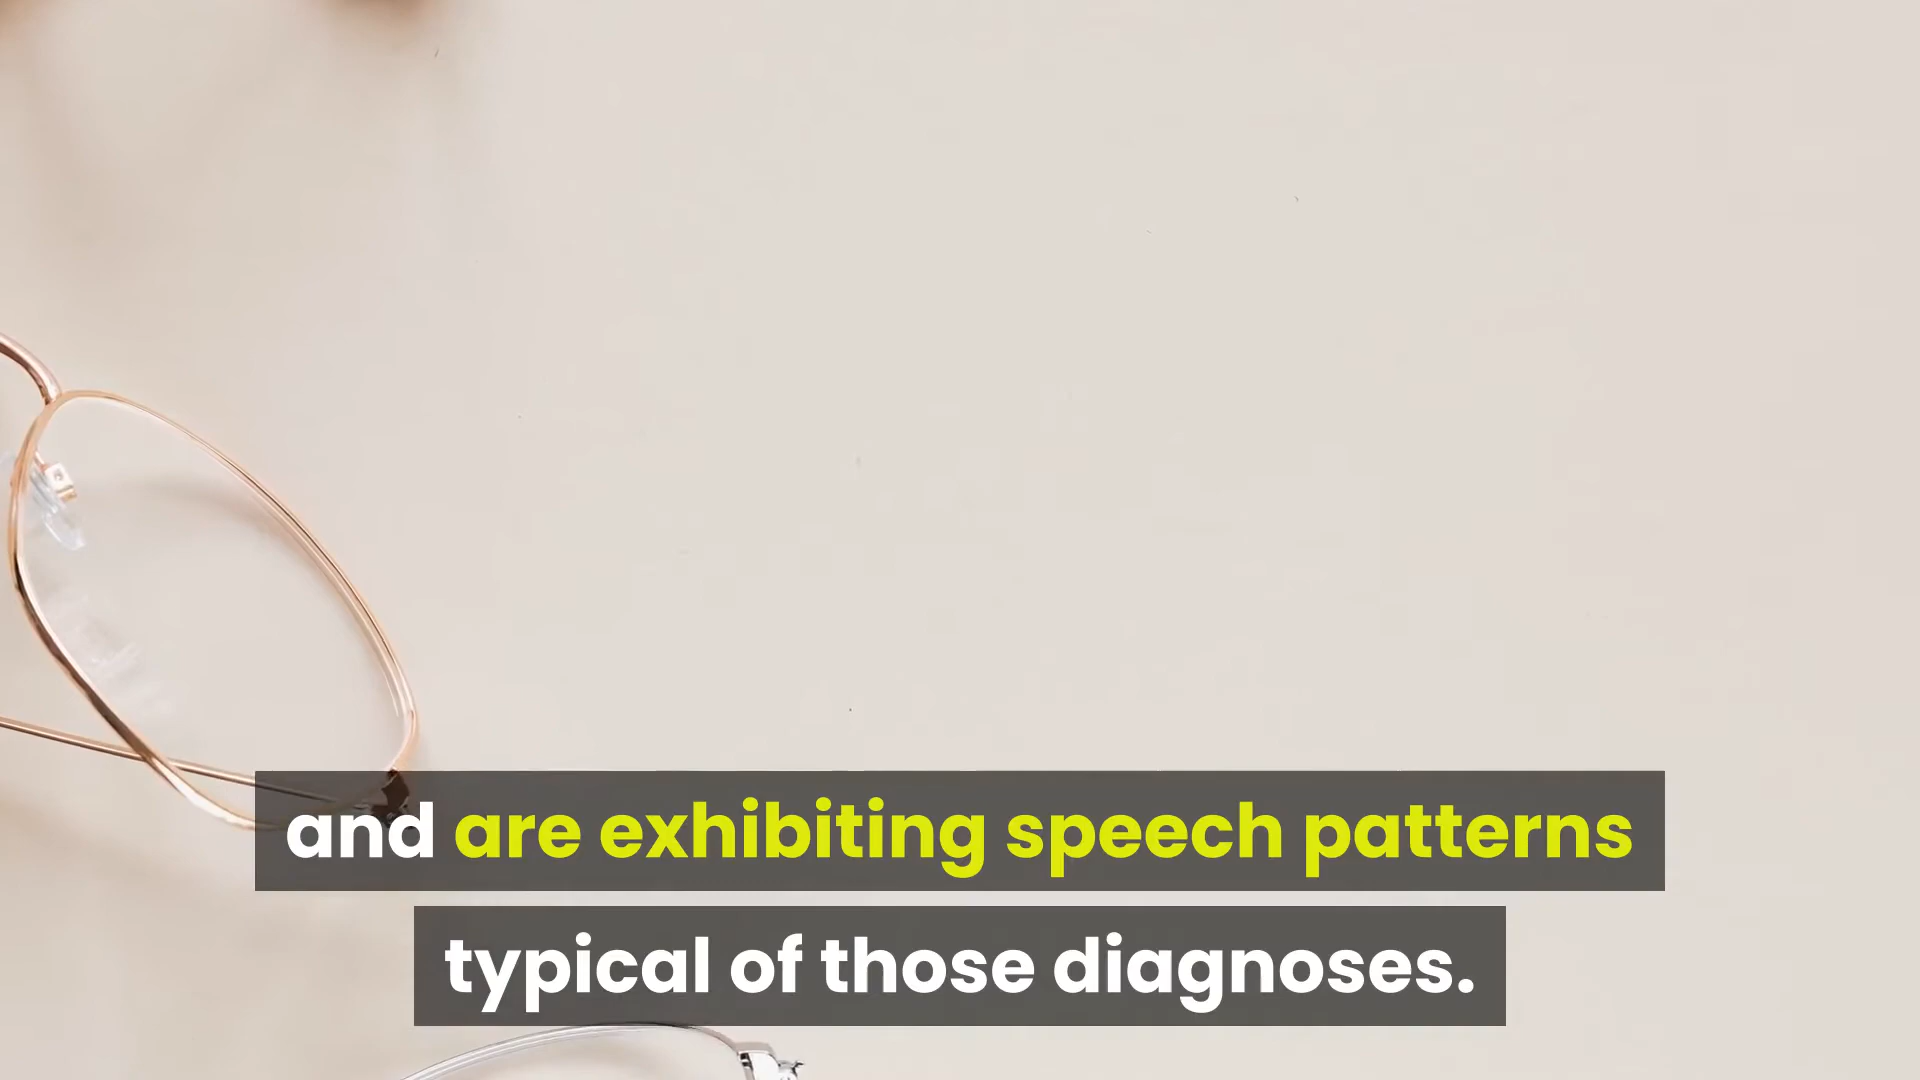 and are exhibiting speech patterns
typical of those diagnoses.